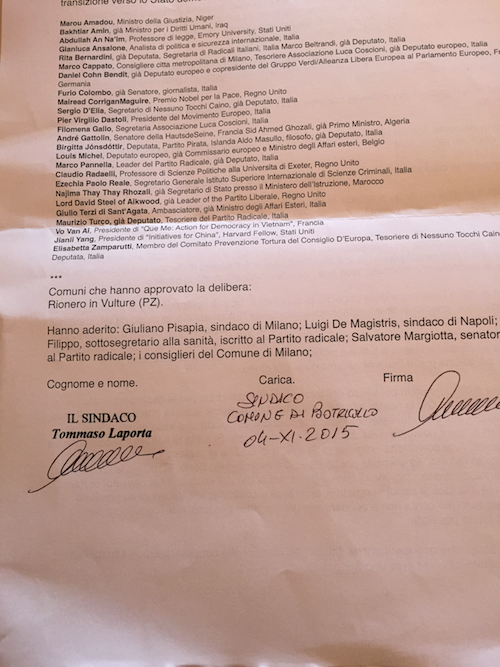 transizione verso lo Stato dem
Marou Amadou, Ministro della Giustizia, Niger
Bakhtiar Amin, già Ministro per i Diritti Umani, Iraq
Abdullah An Na'im, Professore di legge, Emory University, Stati Uniti
Gianluca Ansalone, Analista di politica e sicurezza internazionale, Italia
Rita Bernardini, già Deputata, Segretaria di Radicali Italiani, Italia Marco Beltrandi, già Deputato, Italia
Marco Cappato, Consigliere città metropolitana di Milano, Tesoriere Associazione Luca Coscioni, già Deputato europeo, Italia
Daniel Cohn Bendit, già Deputato europeo e copresidente del Gruppo Verdi/Alleanza Libera Europea al Parlamento Europeo, Fr
Germania
Furio Colombo, già Senatore, giornalista, Italia
Mairead CorriganMaguire, Premio Nobel per la Pace, Regno Unito
Sergio D'Elia, Segretario di Nessuno Tocchi Caino, già Deputato, Italia
Pier Virgilio Dastoli, Presidente del Movimento Europeo, Italia
Filomena Gallo, Segretaria Associazione Luca Coscioni, Italia
André Gattolin, Senatore della HautsdeSeine, Francia Sid Ahmed Ghozali, già Primo Ministro, Algeria
Birgitta Jónsdóttir, Deputata, Partito Pirata, Islanda Aldo Masullo, filosofo, già Deputato, Italia
Louis Michel, Deputato europeo, già Commissario europeo e Ministro degli Affari esteri, Belgio
Marco Pannella, Leader del Partito Radicale, già Deputato, Italia
Claudio Radaelli, Professore di Scienze Politiche alla Universita di Exeter, Regno Unito
Ezechia Paolo Reale, Segretario Generale Istituto Superiore Internazionale di Scienze Criminali, Italia
Najima Thay Thay Rhozali, già Segretario di Stato presso il Ministero dell'Istruzione, Marocco
Lord David Steel of Aikwood, già Leader of the Partito Liberale, Regno Unito
Giulio Terzi di Sant'Agata, Ambasciatore, già Ministro degli Affari Esteri, Italia
Maurizio Turco, già Deputato, Tesoriere del Partito Radicale, Italia
Vo Van Ai, Presidente di "Que Me: Action for Democracy in Vietnam", Francia
Jianli Yang, Presidente di "Initiatives for China", Harvard Fellow, Stati Uniti
Elisabetta Zamparutti, Membro del Comitato Prevenzione Tortura del Consiglio D'Europa, Tesoriere di Nessuno Tocchi Caino
Deputata, Italia
***
Comuni che hanno approvato la delibera:
Rionero in Vulture (PZ).
Hanno aderito: Giuliano Pisapia, sindaco di Milano; Luigi De Magistris, sindaco di Napoli;
Filippo, sottosegretario alla sanità, iscritto al Partito radicale; Salvatore Margiotta, senator
al Partito radicale; i consiglieri del Comune di Milano;
Cognome e nome. Carica. Firma
IL SINDACO
Tommaso Laporta
SINDACO
COMUNE DI
04-XI-2015